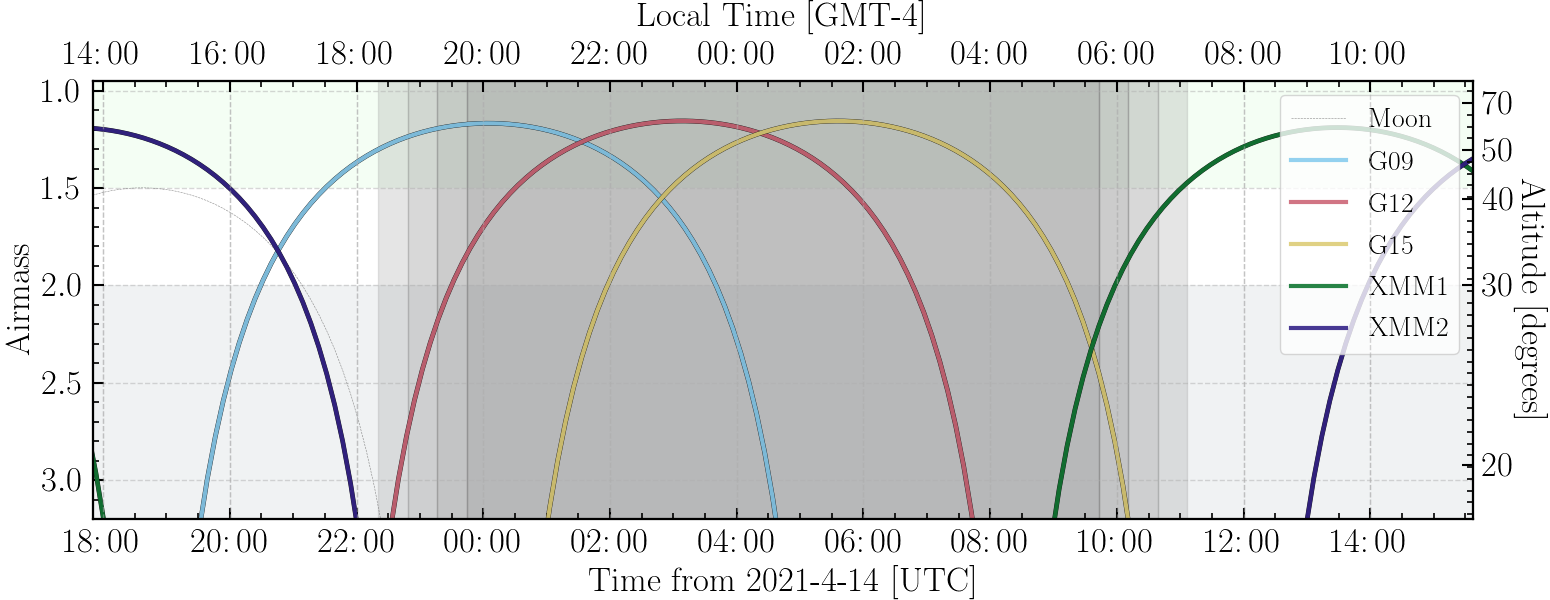 Local Time [GMT-4]
14:00 16:00 18:00 20:00 22:00 00:00 02:00 04:00 06:00 08:00 10:00
1.0
1.5
2.0
2.5
3.0
Airmass
70
50
40
30
20
Altitude [degrees]
Moon
G09
G12
G15
XMM1
XMM2
18:00 20:00 22:00 00:00 02:00 04:00 06:00 08:00 10:00 12:00 14:00
Time from 2021-4-14 [UTC]